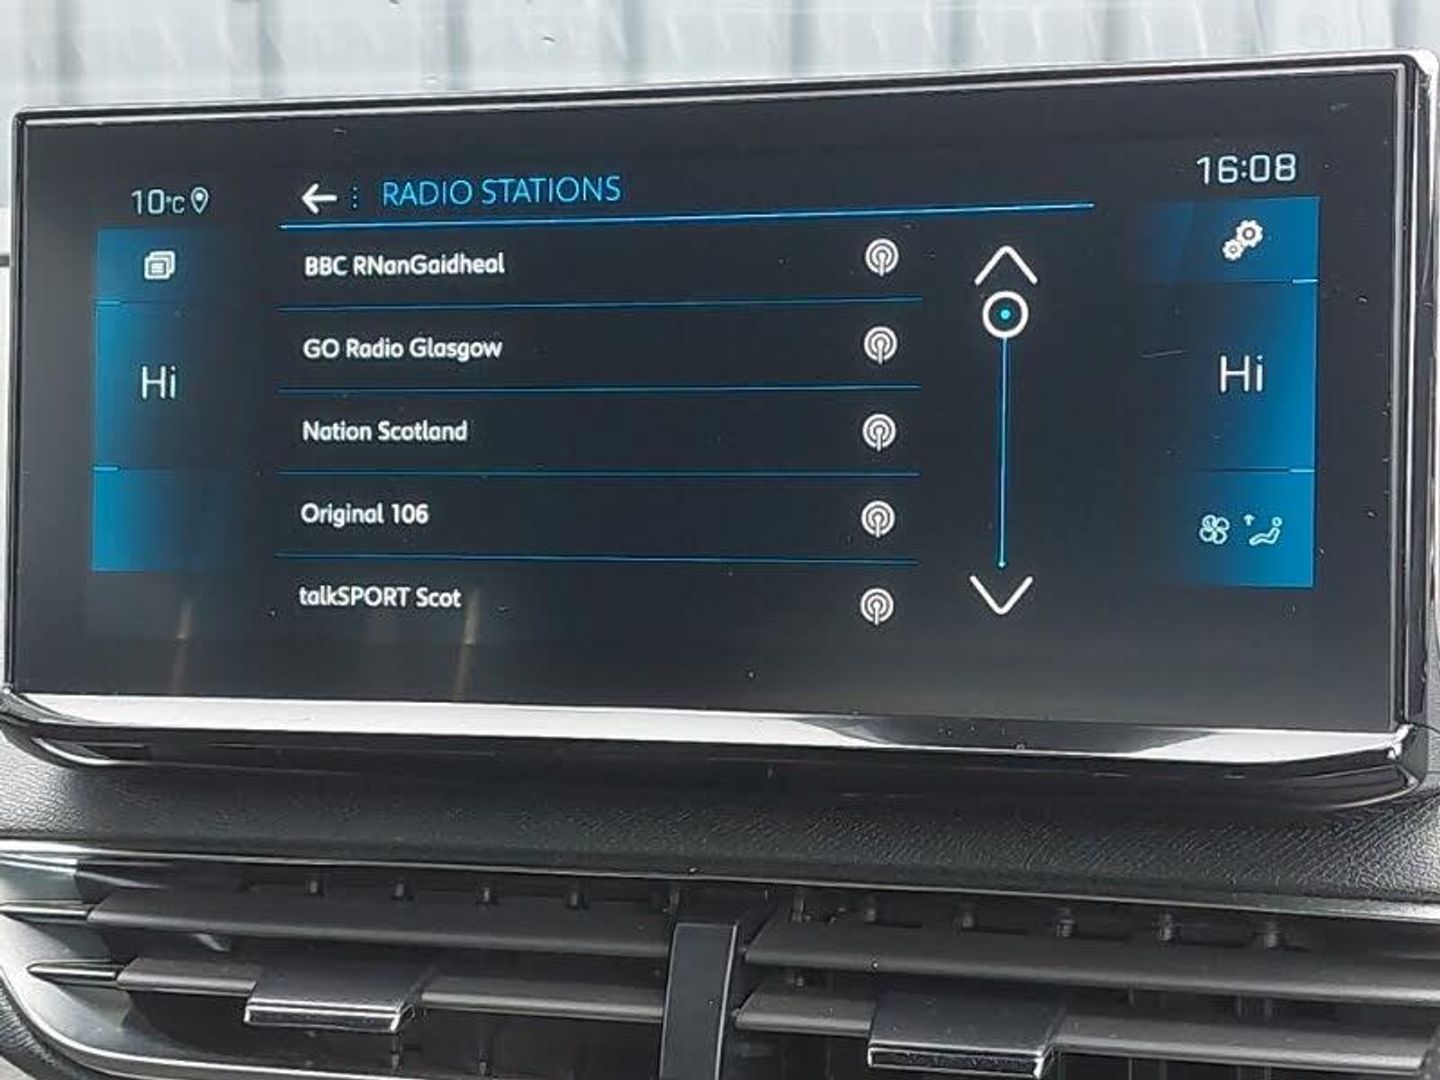 10°C
RADIO STATIONS
16:08
BBC RNanGaidheal
GO Radio Glasgow
Hi
Hi
Nation Scotland
Original 106
talkSPORT Scot